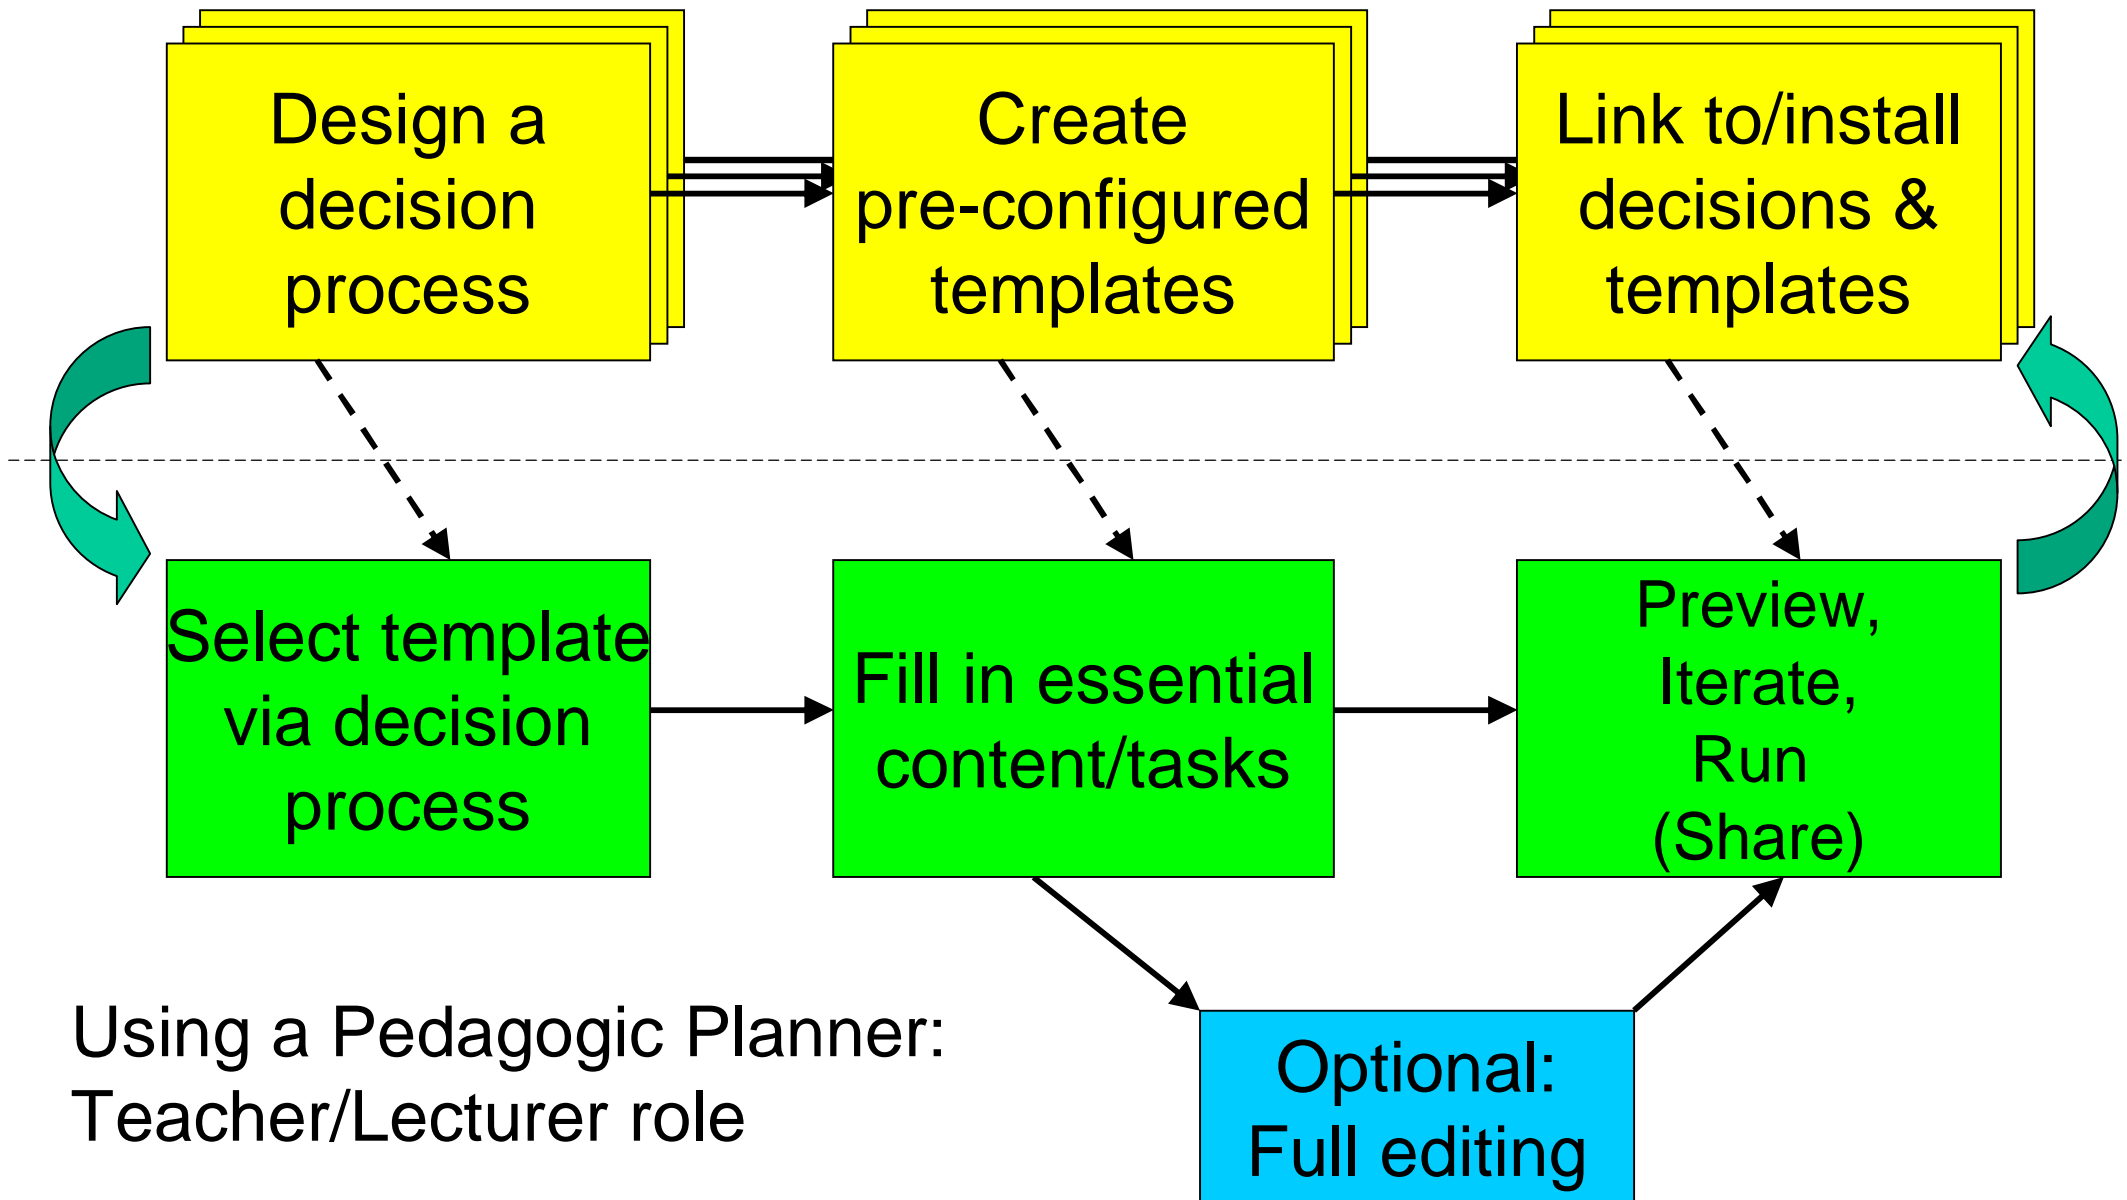 Design a
decision
process
Create
pre-configured
templates
Link to/install
decisions &
templates
Select template
via decision
process
Fill in essential
content/tasks
Preview,
Iterate,
Run
(Share)
Using a Pedagogic Planner:
Teacher/Lecturer role
Optional:
Full editing